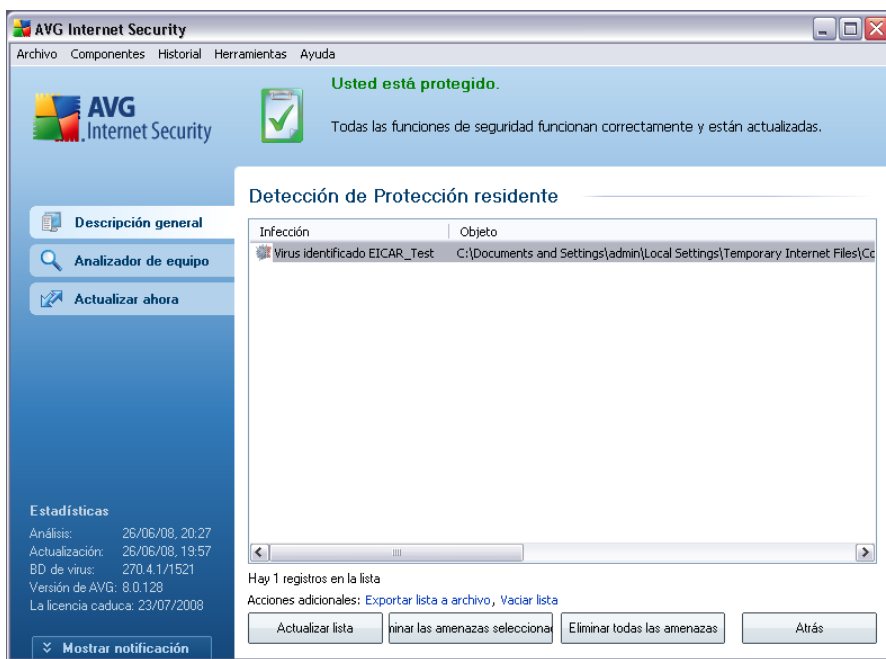 AVG Internet Security
Archivo Componentes Historial Herramientas Ayuda
AVG
Internet Security
Usted está protegido.
Todas las funciones de seguridad funcionan correctamente y están actualizadas.
Descripción general
Analizador de equipo
Actualizar ahora
Detección de Protección residente
Infección Objeto
Virus identificado EICAR_Test C:\Documents and Settings\admin\Local Settings\Temporary Internet Files\Cc
Hay 1 registros en la lista
Acciones adicionales: Exportar lista a archivo, Vaciar lista
Actualizar lista ninar las amenazas selecciona Eliminar todas las amenazas Atrás
Estadísticas
Análisis: 26/06/08, 20:27
Actualización: 26/06/08, 19:57
BD de virus: 270.4.1/1521
Versión de AVG: 8.0.128
La licencia caduca: 23/07/2008
Mostrar notificación